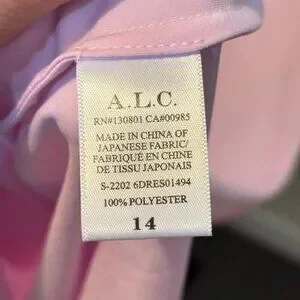 A.L.C.
RN#130801 CA#00985
MADE IN CHINA OF
JAPANESE FABRIC/
FABRIQUÉ EN CHINE
DE TISSU JAPONAIS
S-2202 6DRES01494
100% POLYESTER
14